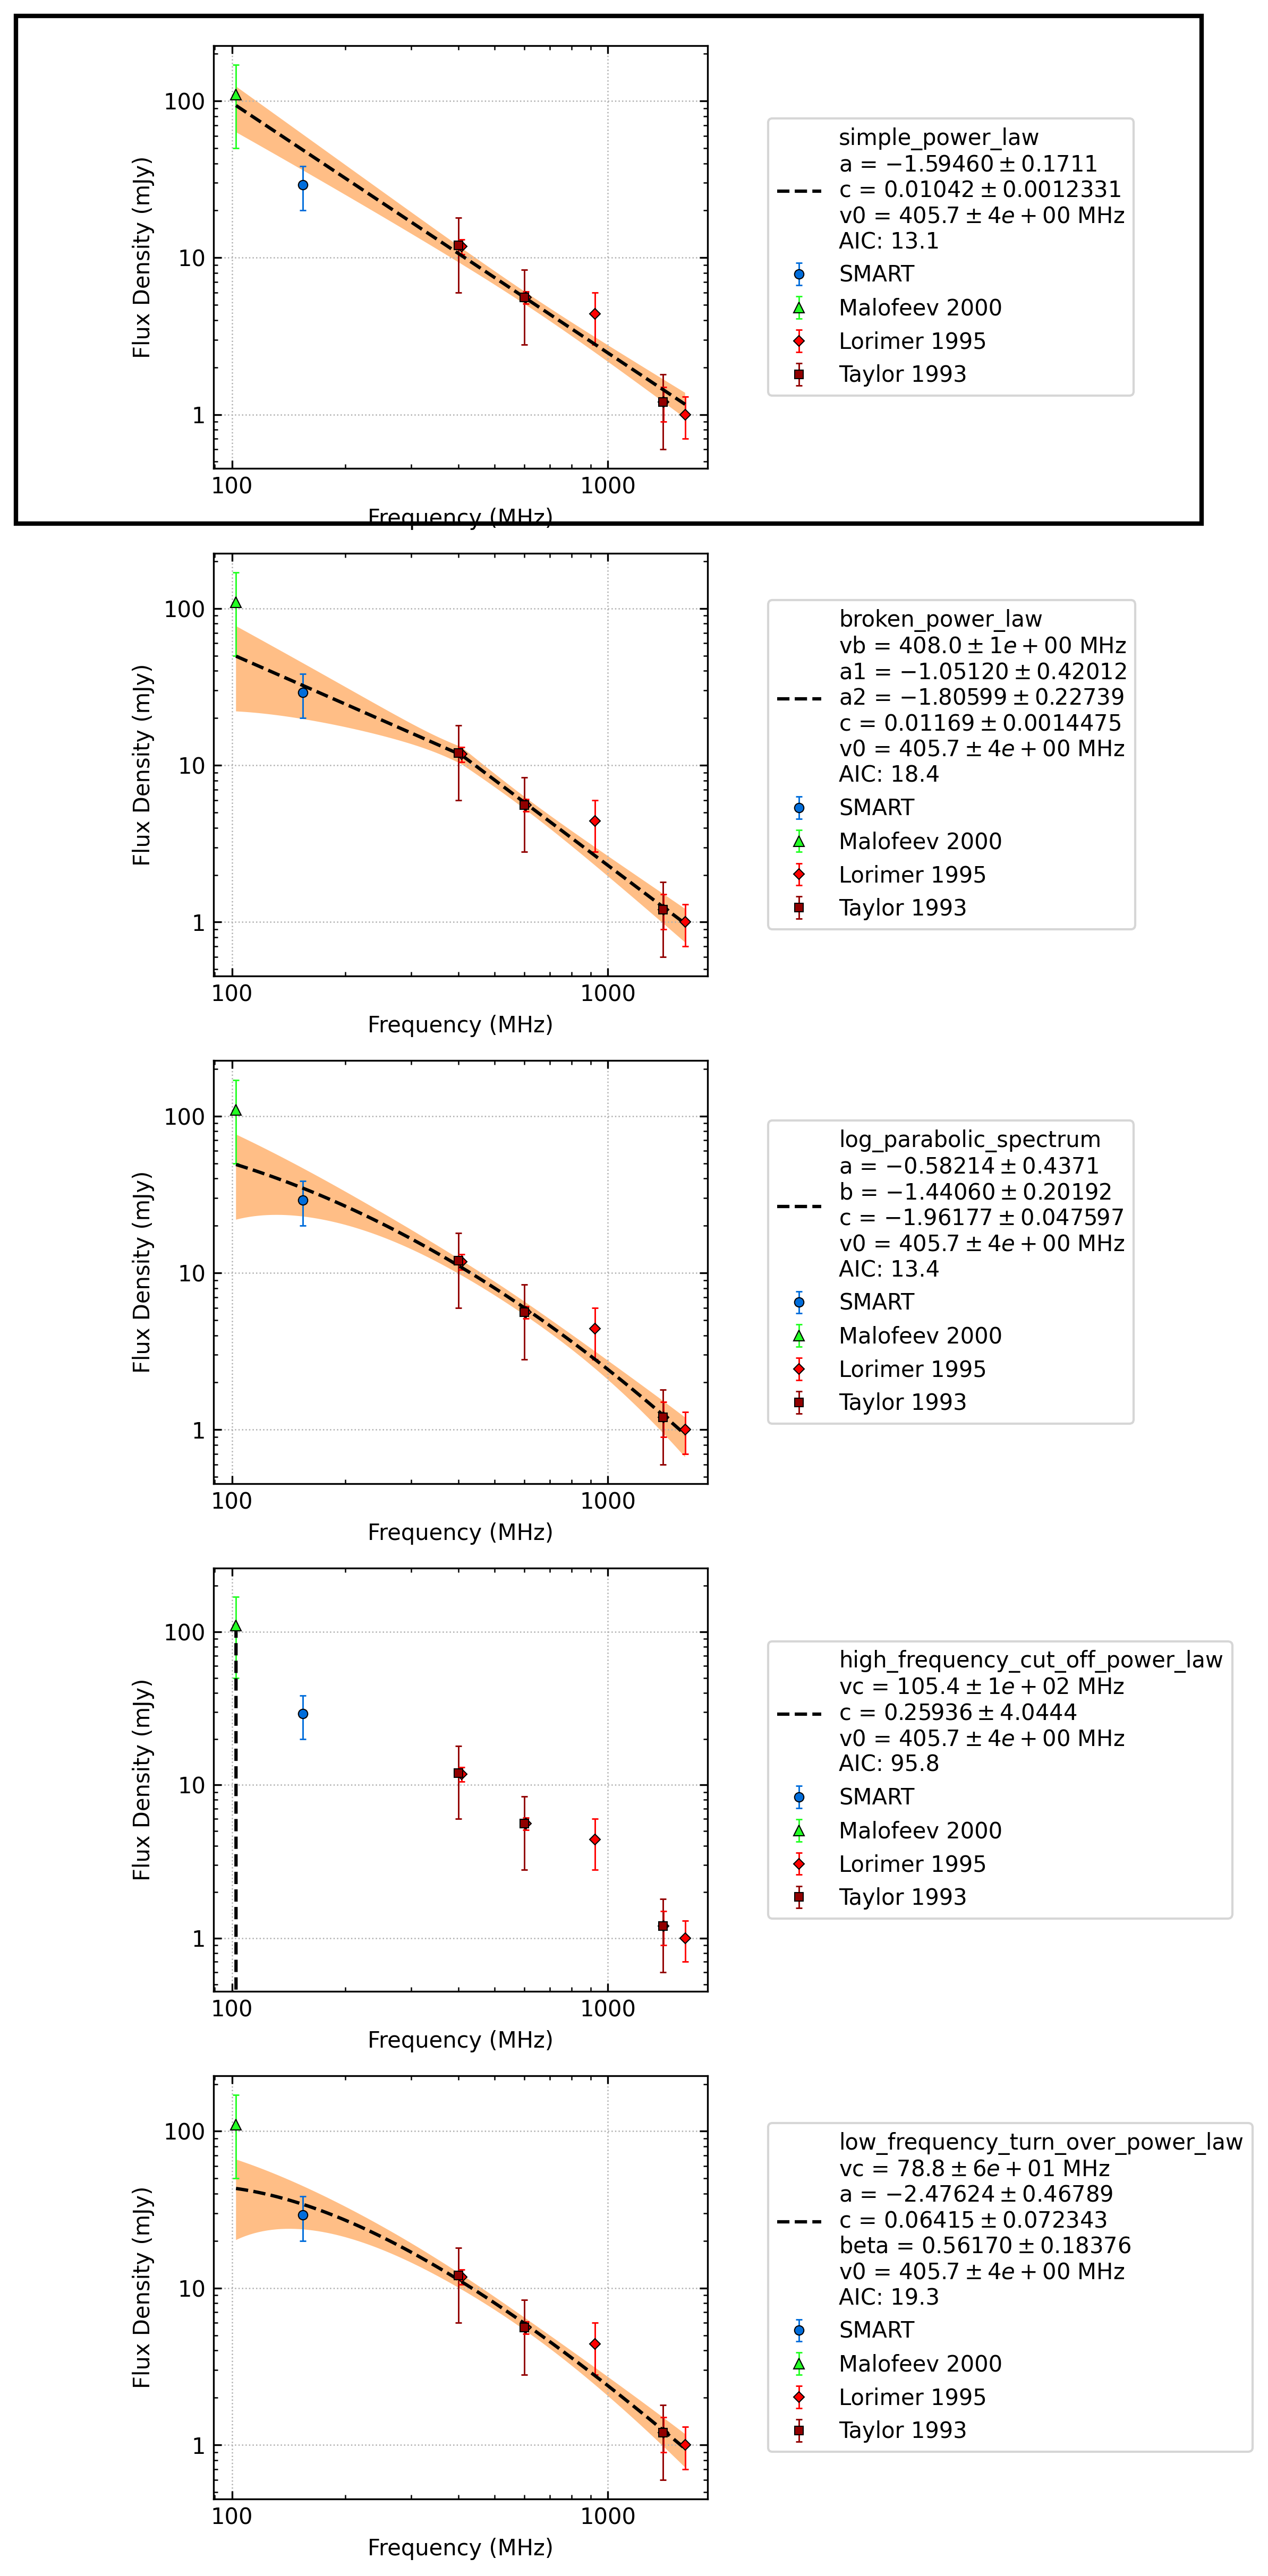 100
10
1
Flux Density (mJy)
100
1000
Frequency (MHz)
simple_power_law
a = −1.59460 ± 0.1711
c = 0.01042 ± 0.0012331
v0 = 405.7 ± 4e + 00 MHz
AIC: 13.1
SMART
Malofeev 2000
Lorimer 1995
Taylor 1993
100
10
1
Flux Density (mJy)
100
1000
Frequency (MHz)
broken_power_law
vb = 408.0 ± 1e + 00 MHz
a1 = −1.05120 ± 0.42012
a2 = −1.80599 ± 0.22739
c = 0.01169 ± 0.0014475
v0 = 405.7 ± 4e + 00 MHz
AIC: 18.4
SMART
Malofeev 2000
Lorimer 1995
Taylor 1993
100
10
1
Flux Density (mJy)
100
1000
Frequency (MHz)
log_parabolic_spectrum
a = −0.58214 ± 0.4371
b = −1.44060 ± 0.20192
c = −1.96177 ± 0.047597
v0 = 405.7 ± 4e + 00 MHz
AIC: 13.4
SMART
Malofeev 2000
Lorimer 1995
Taylor 1993
100
10
1
Flux Density (mJy)
100
1000
Frequency (MHz)
high_frequency_cut_off_power_law
vc = 105.4 ± 1e + 02 MHz
c = 0.25936 ± 4.0444
v0 = 405.7 ± 4e + 00 MHz
AIC: 95.8
SMART
Malofeev 2000
Lorimer 1995
Taylor 1993
100
10
1
Flux Density (mJy)
100
1000
Frequency (MHz)
low_frequency_turn_over_power_law
vc = 78.8 ± 6e + 01 MHz
a = −2.47624 ± 0.46789
c = 0.06415 ± 0.072343
beta = 0.56170 ± 0.18376
v0 = 405.7 ± 4e + 00 MHz
AIC: 19.3
SMART
Malofeev 2000
Lorimer 1995
Taylor 1993